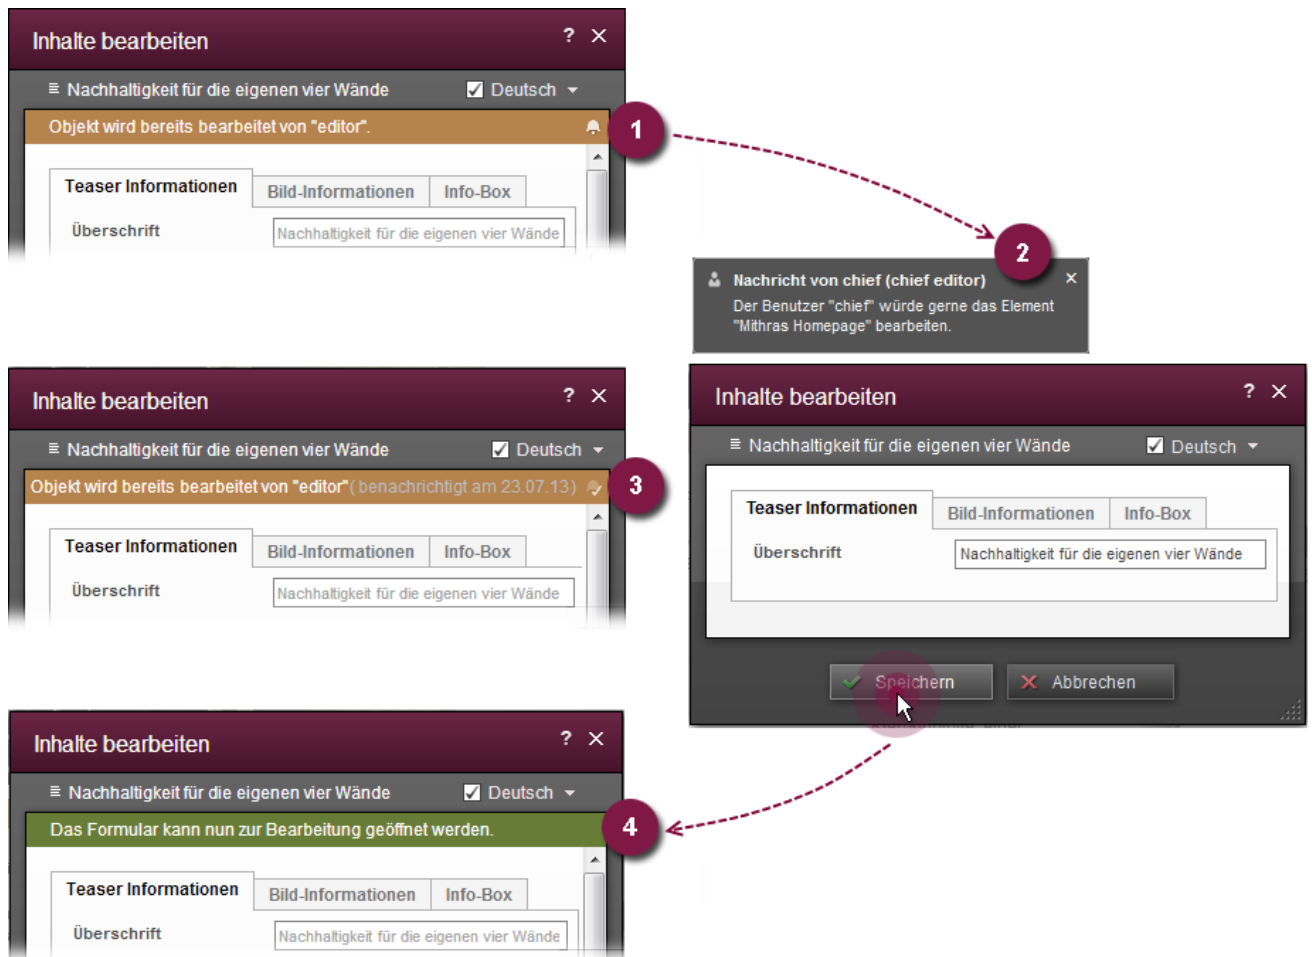 Inhalte bearbeiten ?
Nachhaltigkeit für die eigenen vier Wände Deutsch
Objekt wird bereits bearbeitet von "editor".
1
Teaser Informationen Bild-Informationen Info-Box
Überschrift Nachhaltigkeit für die eigenen vier Wände
2
Nachricht von chief (chief editor)
Der Benutzer "chief" würde gerne das Element
"Mithras Homepage" bearbeiten.
Inhalte bearbeiten ?
Nachhaltigkeit für die eigenen vier Wände Deutsch
Objekt wird bereits bearbeitet von "editor"( benachrichtigt am 23.07.13)
3
Teaser Informationen Bild-Informationen Info-Box
Überschrift Nachhaltigkeit für die eigenen vier Wände
Inhalte bearbeiten ?
Nachhaltigkeit für die eigenen vier Wände Deutsch
Teaser Informationen Bild-Informationen Info-Box
Überschrift Nachhaltigkeit für die eigenen vier Wände
Speichern Abbrechen
Inhalte bearbeiten ?
Nachhaltigkeit für die eigenen vier Wände Deutsch
Das Formular kann nun zur Bearbeitung geöffnet werden.
4
Teaser Informationen Bild-Informationen Info-Box
Überschrift Nachhaltigkeit für die eigenen vier Wände